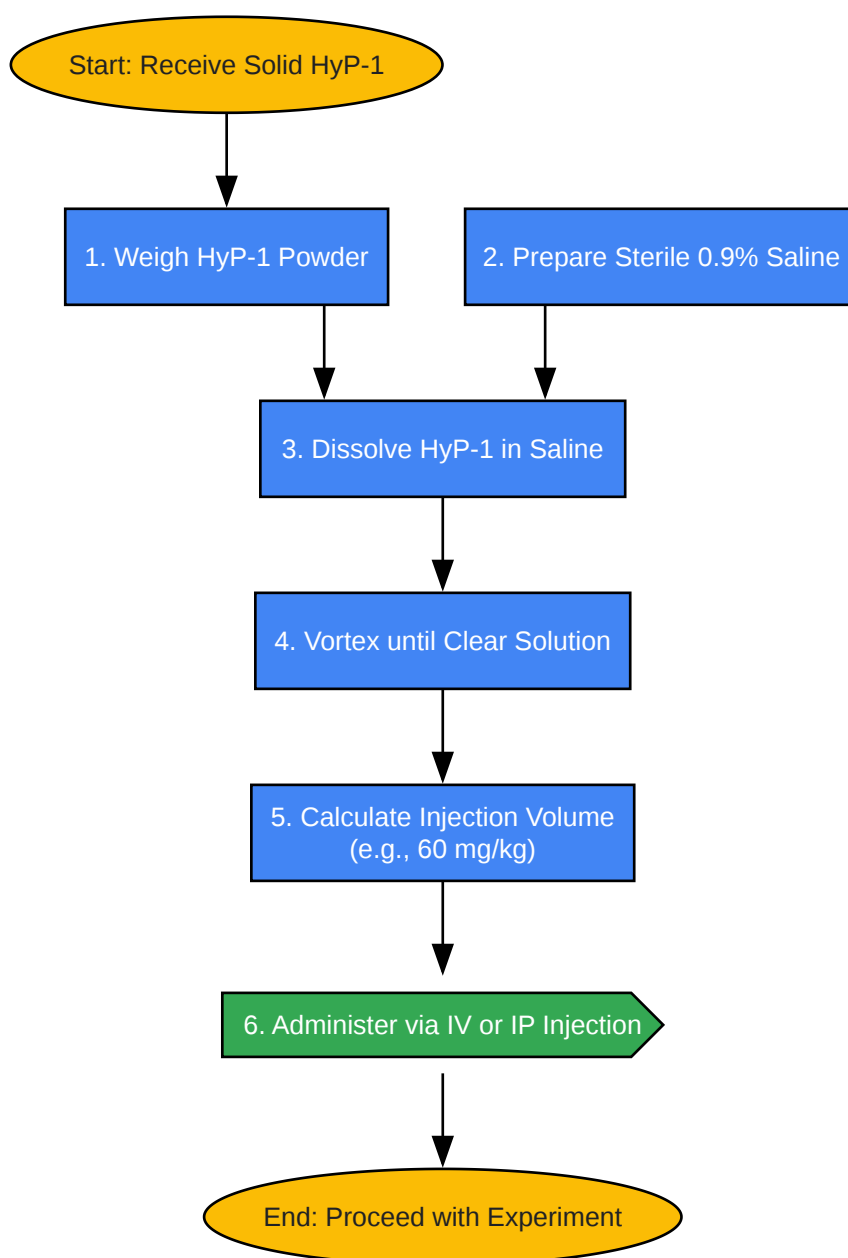 Start: Receive Solid HyP-1
1. Weigh HyP-1 Powder
2. Prepare Sterile 0.9% Saline
3. Dissolve HyP-1 in Saline
4. Vortex until Clear Solution
5. Calculate Injection Volume
(e.g., 60 mg/kg)
6. Administer via IV or IP Injection
End: Proceed with Experiment